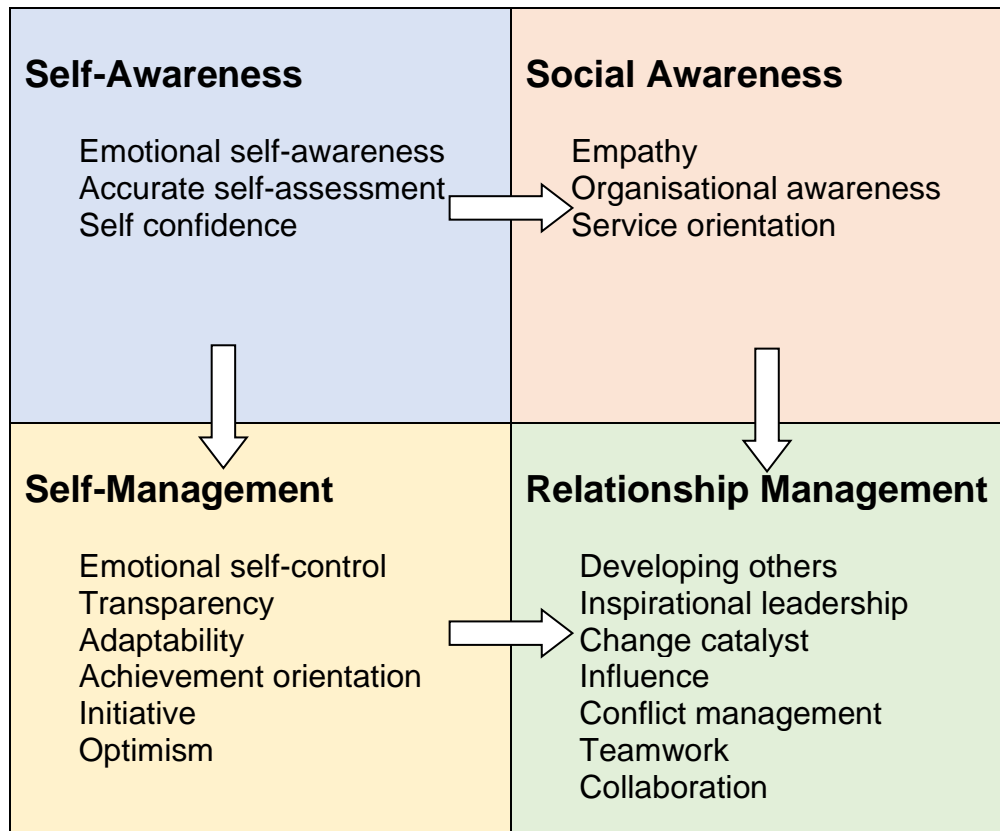 Self-Awareness
Emotional self-awareness
Accurate self-assessment
Self confidence
Social Awareness
Empathy
Organisational awareness
Service orientation
Self-Management
Emotional self-control
Transparency
Adaptability
Achievement orientation
Initiative
Optimism
Relationship Management
Developing others
Inspirational leadership
Change catalyst
Influence
Conflict management
Teamwork
Collaboration